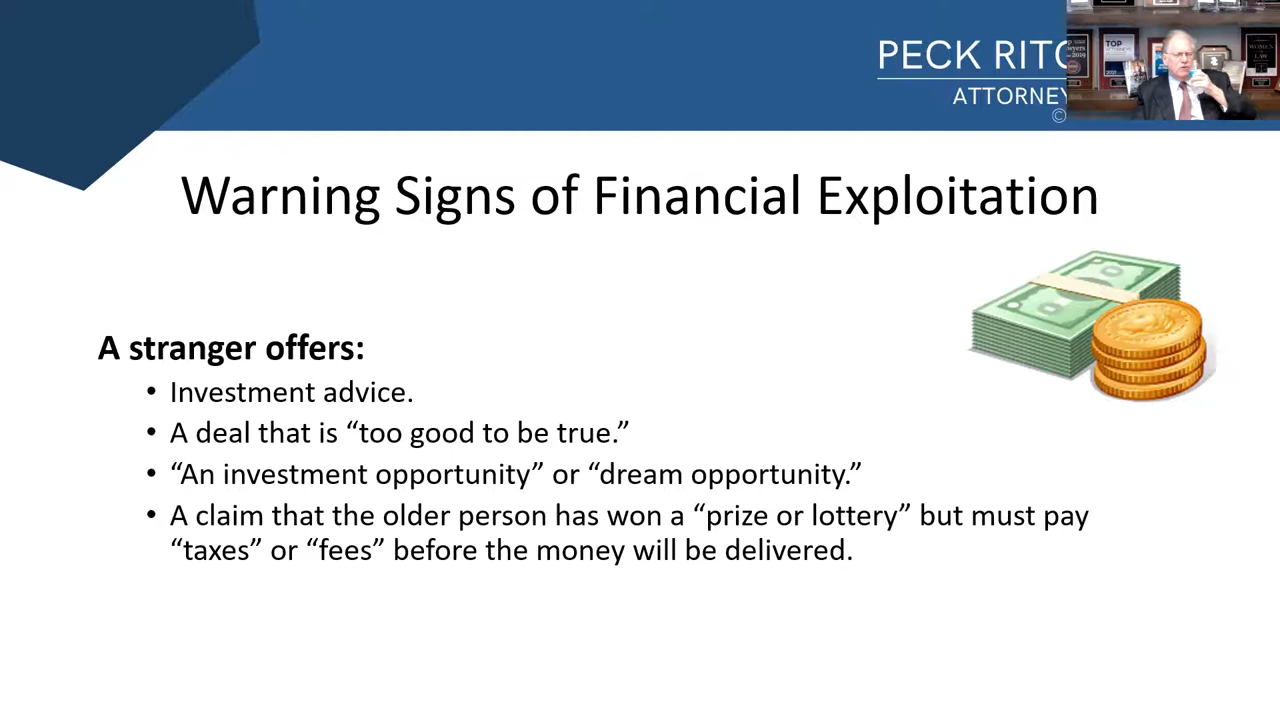 PECK RITC
ATTORNEY
©
TOP
Warning Signs of Financial Exploitation
A stranger offers:
• Investment advice.
• A deal that is “too good to be true.”
• “An investment opportunity” or “dream opportunity.”
• A claim that the older person has won a “prize or lottery” but must pay
“taxes” or “fees” before the money will be delivered.